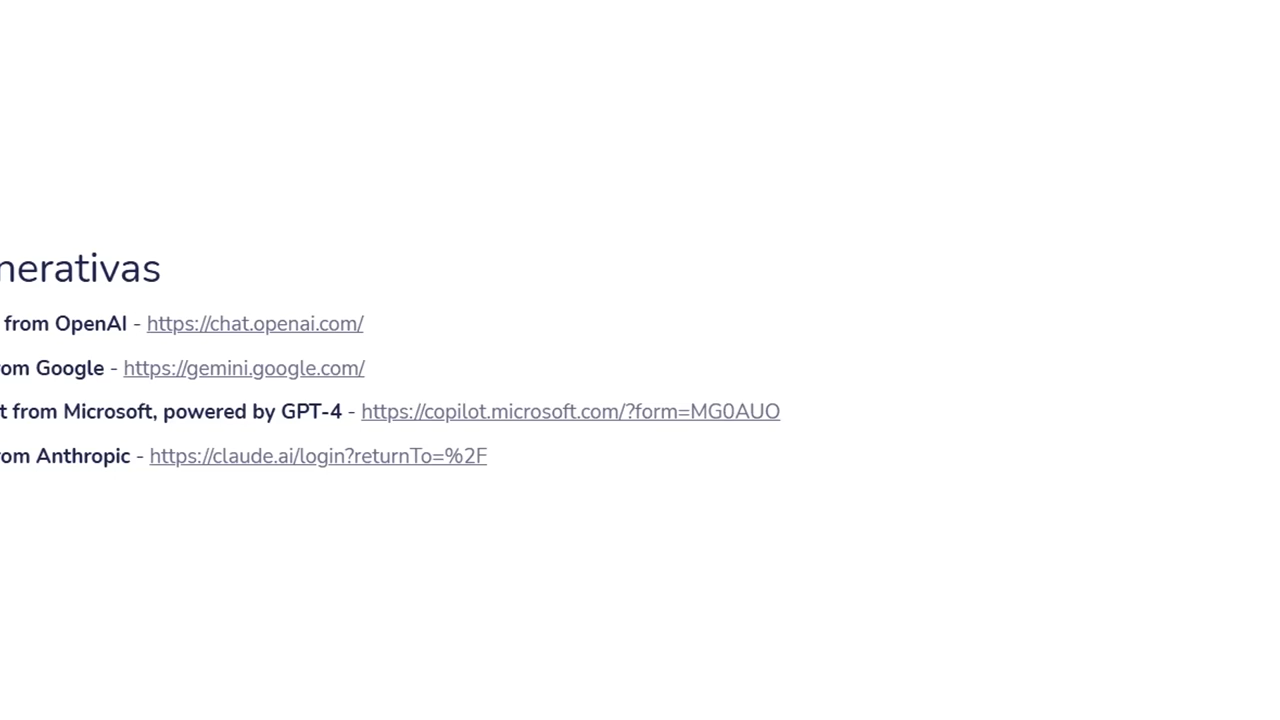 nerativas
from OpenAI - https://chat.openai.com/
om Google - https://gemini.google.com/
t from Microsoft, powered by GPT-4 - https://copilot.microsoft.com/?form=MG0AUO
om Anthropic - https://claude.ai/login?returnTo=%2F